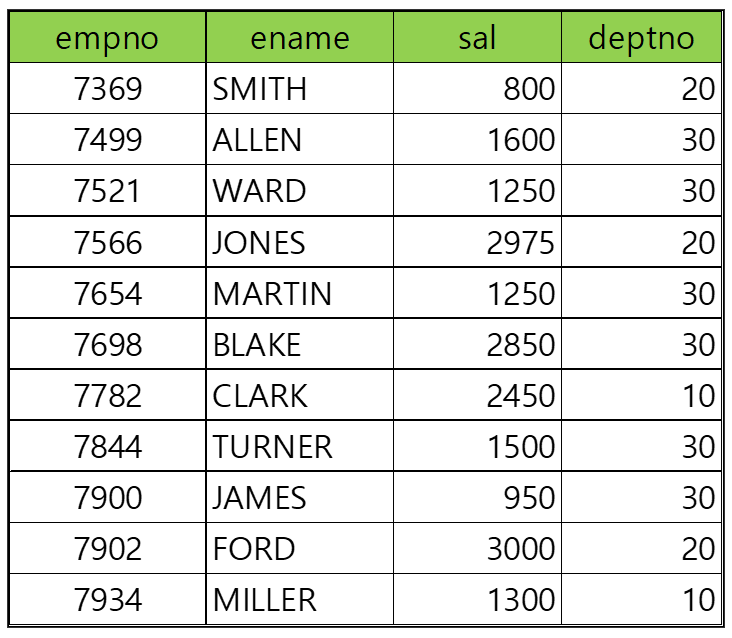 empno ename sal deptno
7369 SMITH 800 20
7499 ALLEN 1600 30
7521 WARD 1250 30
7566 JONES 2975 20
7654 MARTIN 1250 30
7698 BLAKE 2850 30
7782 CLARK 2450 10
7844 TURNER 1500 30
7900 JAMES 950 30
7902 FORD 3000 20
7934 MILLER 1300 10